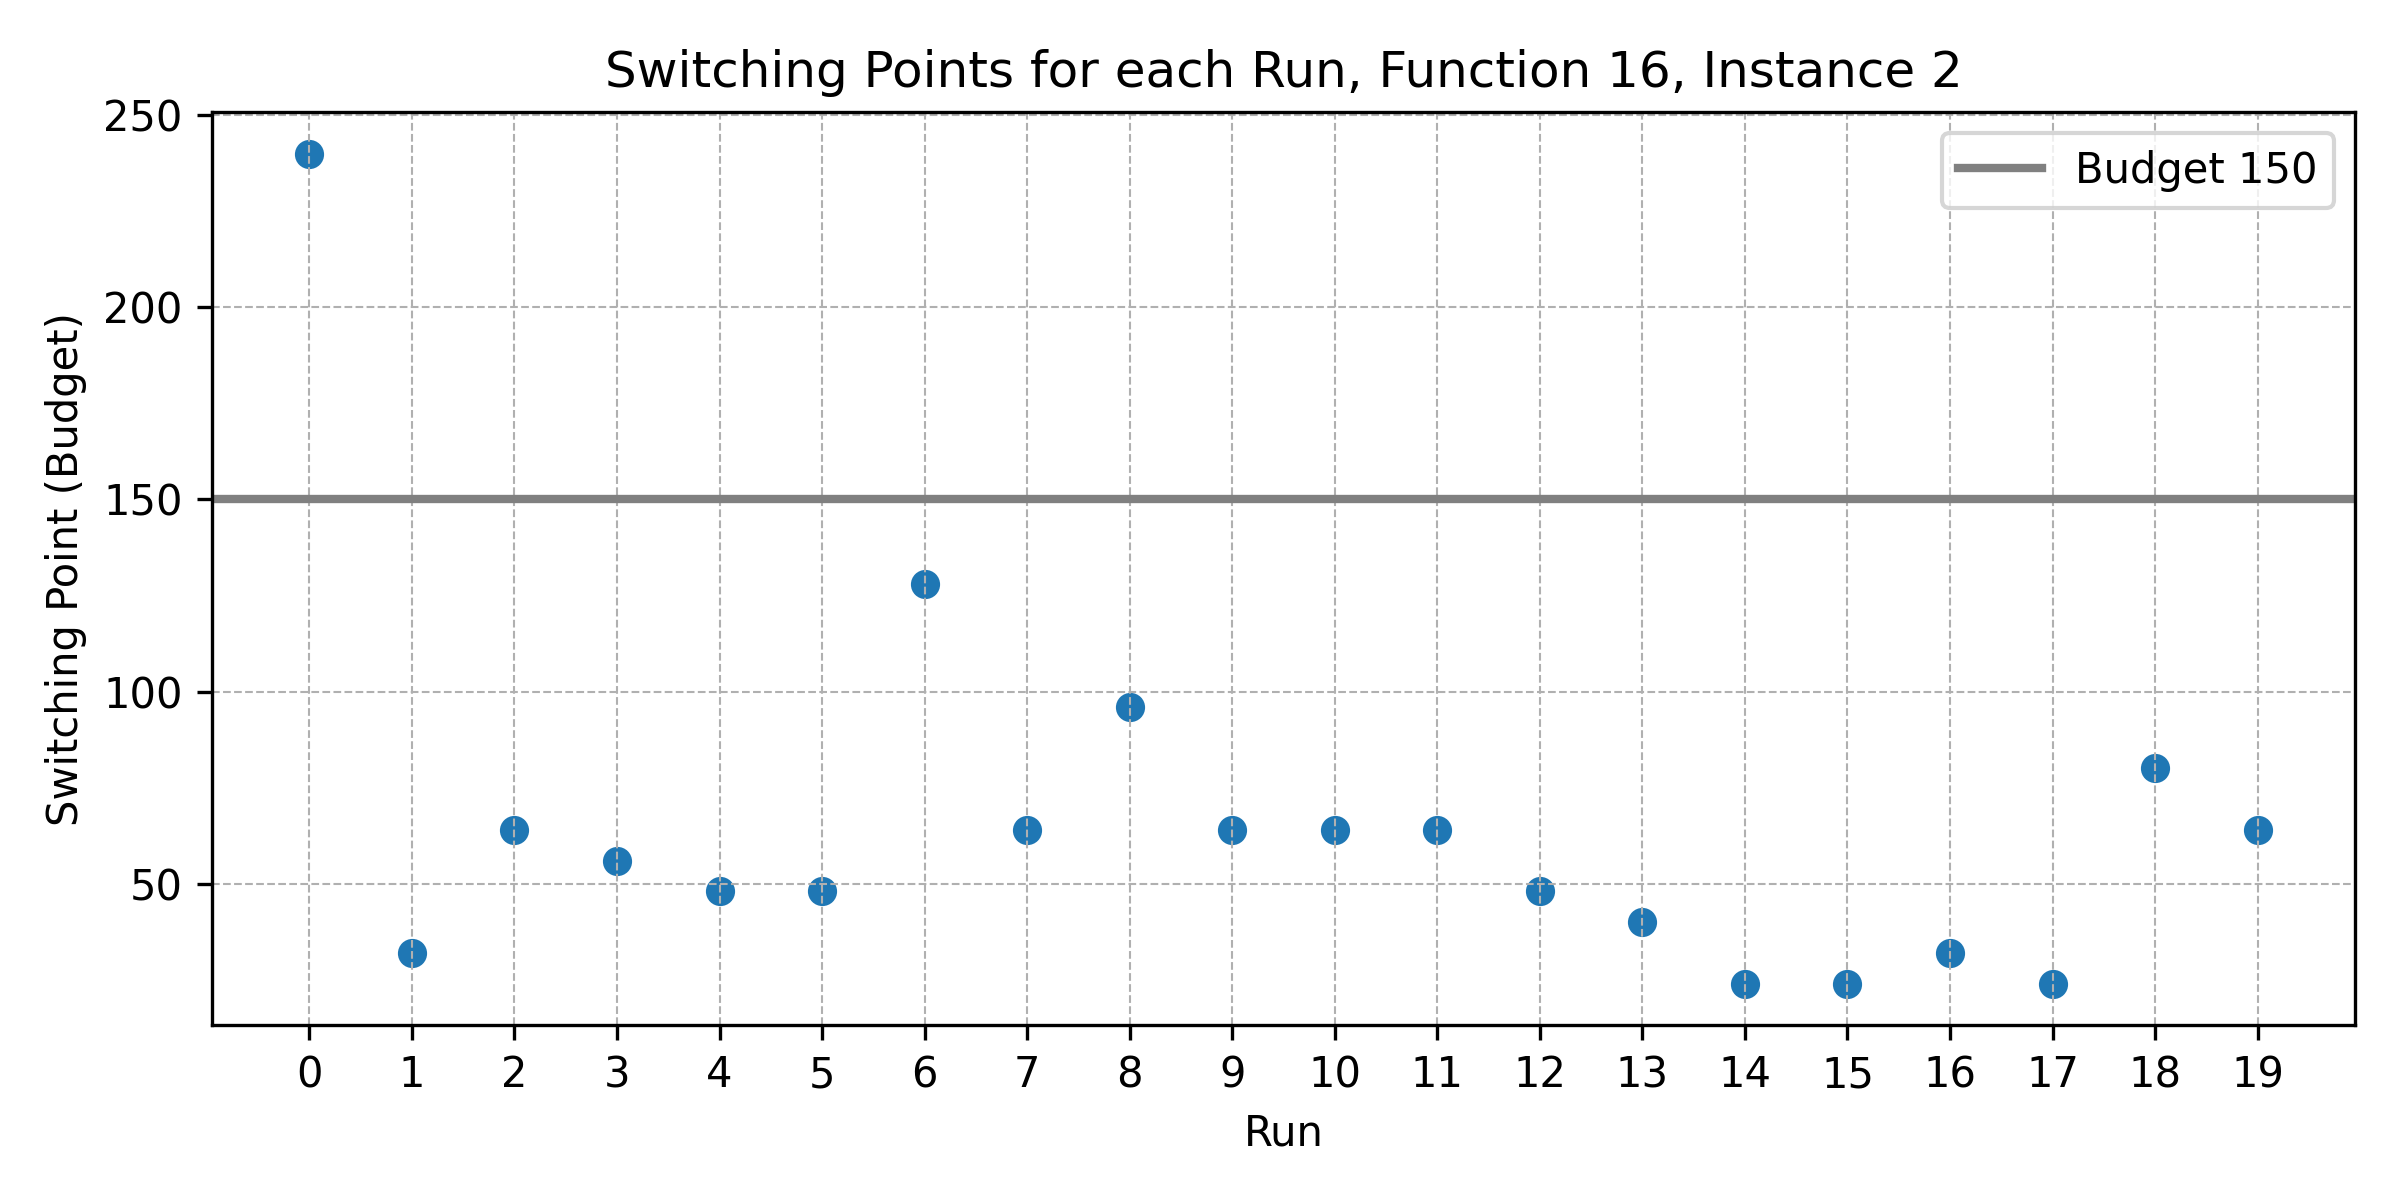 Switching Points for each Run, Function 16, Instance 2
Budget 150
Switching Point (Budget)
250
200
150
100
50
0 1 2 3 4 5 6 7 8 9 10 11 12 13 14 15 16 17 18 19
Run